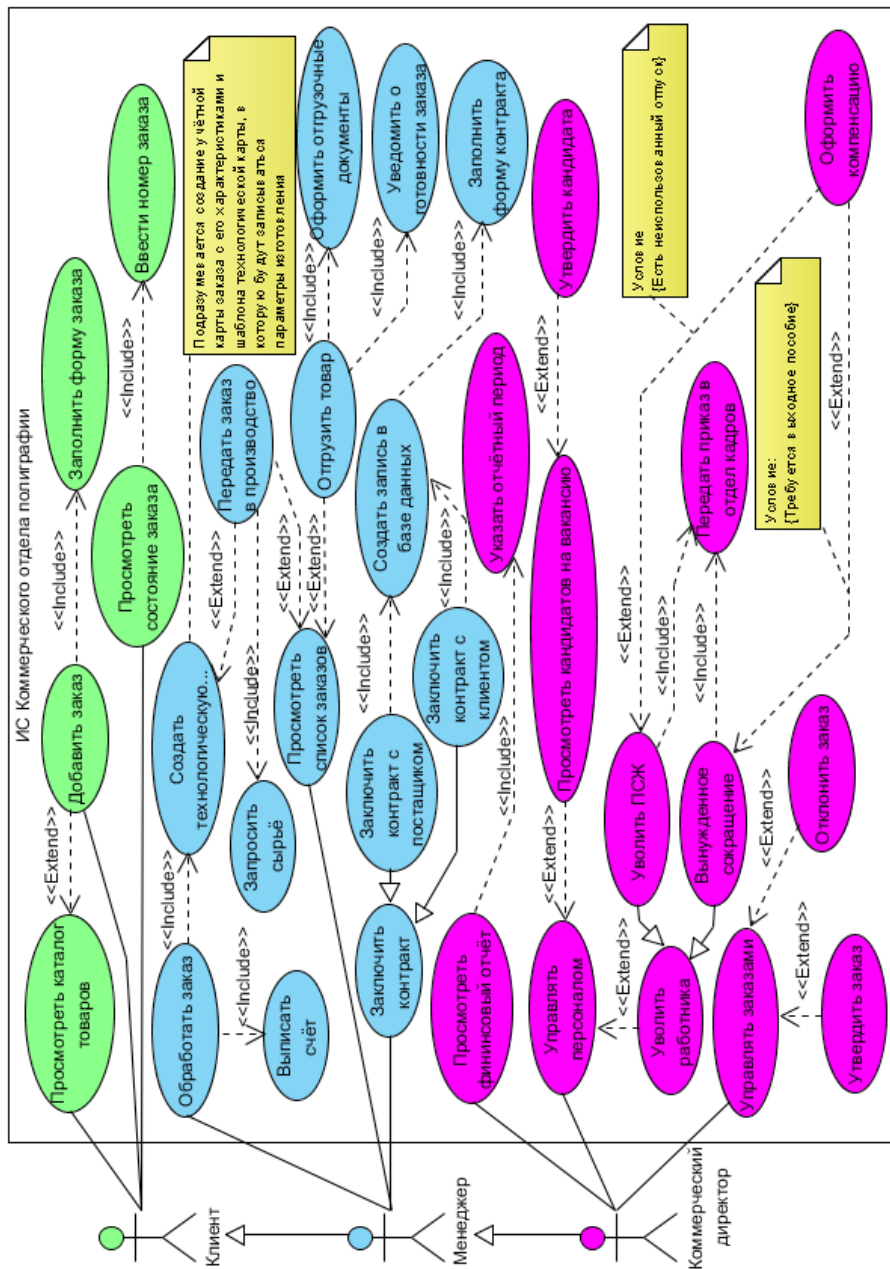 ИС Коммерческого отдела полиграфии
Клиент
Менеджер
Коммерческий
директор
Просмотреть каталог
товаров
<<Extend>>
Добавить заказ
<<Include>>
Заполнить форму заказа
Просмотреть
состояние заказа
<<Include>>
Ввести номер заказа
Обработать заказ
<<Include>>
Создать
технологическую...
<<Extend>>
Передать заказ
в производство
Подразумевается создание учётной
карты заказа с его характеристиками и
шаблона технологической карты, в
которую будут записываться
параметры изготовления
<<Include>>
Выписать
счёт
Запросить
сырьё
<<Include>>
Просмотреть
список заказов
<<Extend>>
<<Extend>>
Отгрузить товар
<<Include>>
Оформить отгрузочные
документы
<<Include>>
Уведомить о
готовности заказа
Заключить
контракт
Заключить
контракт с
постащиком
<<Include>>
Создать запись в
базе данных
<<Include>>
Заполнить
форму контракта
Заключить
контракт с
клиентом
<<Include>>
Просмотреть
фининсовый отчёт
<<Include>>
Указать отчётный период
Управлять
персоналом
<<Extend>>
Просмотреть кандидатов на вакансию
<<Extend>>
Утвердить кандидата
<<Extend>>
Уволить
работника
Уволить ПСЖ
<<Extend>>
<<Include>>
Передать приказ в
отдел кадров
Условие
{Есть неиспользованный отпуск}
Вынужденное
сокращение
<<Include>>
Условие:
{Требуется выходное пособие}
<<Extend>>
Оформить
компенсацию
Управлять заказами
<<Extend>>
Отклонить заказ
<<Extend>>
Утвердить заказ